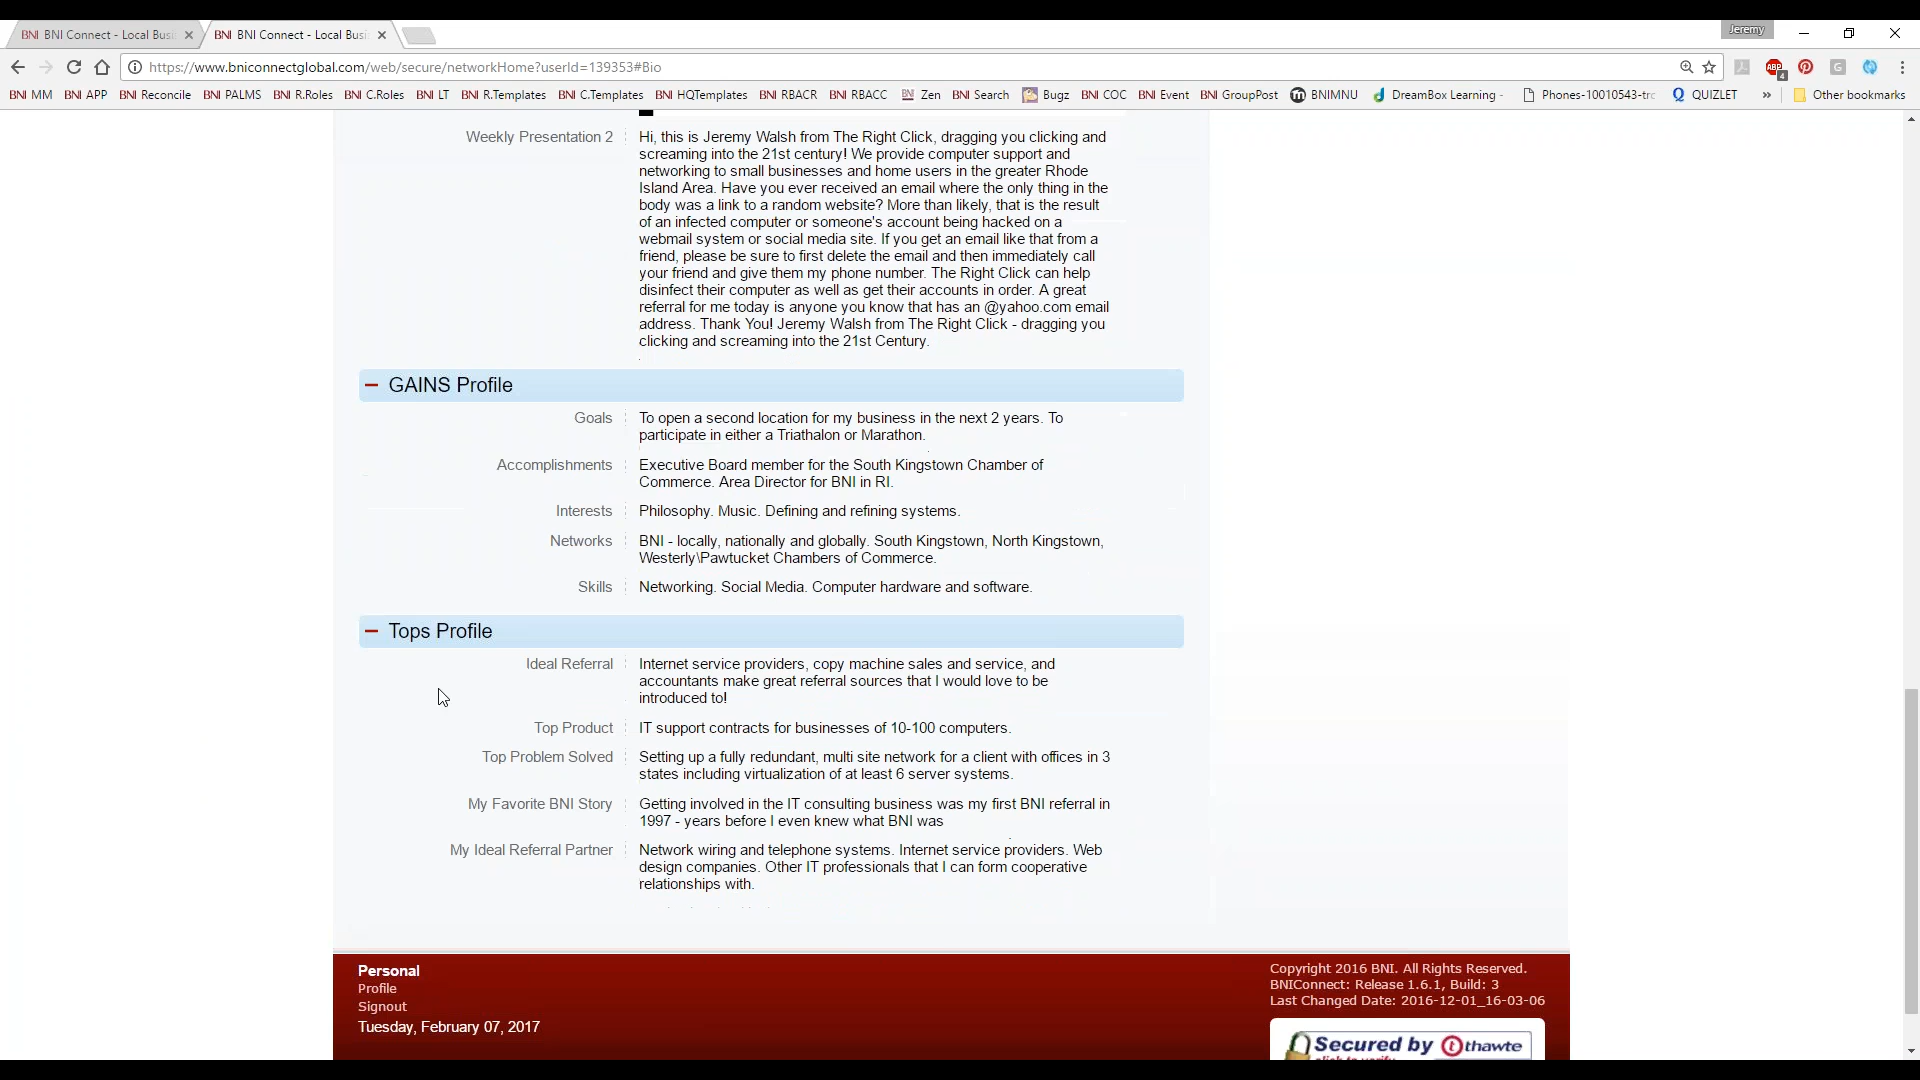 BNI BNI Connect - Local Busi
BNI BNI Connect - Local Busi
Jeremy
https://www.bniconnectglobal.com/web/secure/networkHome?userId=139353#Bio
ABP
4
G
BNI MM BNI APP BNI Reconcile BNI PALMS BNI R.Roles BNI C.Roles BNI LT BNI R.Templates BNI C.Templates BNI HQTemplates BNI RBACR BNI RBACC BNI Zen BNI Search Bugz BNI COC BNI Event BNI GroupPost m BNIMNU DreamBox Learning - Phones-10010543-trc Q QUIZLET » Other bookmarks
Weekly Presentation 2
Hi, this is Jeremy Walsh from The Right Click, dragging you clicking and
screaming into the 21st century! We provide computer support and
networking to small businesses and home users in the greater Rhode
Island Area. Have you ever received an email where the only thing in the
body was a link to a random website? More than likely, that is the result
of an infected computer or someone's account being hacked on a
webmail system or social media site. If you get an email like that from a
friend, please be sure to first delete the email and then immediately call
your friend and give them my phone number. The Right Click can help
disinfect their computer as well as get their accounts in order. A great
referral for me today is anyone you know that has an @yahoo.com email
address. Thank You! Jeremy Walsh from The Right Click - dragging you
clicking and screaming into the 21st Century.
GAINS Profile
Goals
To open a second location for my business in the next 2 years. To
participate in either a Triathalon or Marathon.
Accomplishments
Executive Board member for the South Kingstown Chamber of
Commerce. Area Director for BNI in RI.
Interests
Philosophy. Music. Defining and refining systems.
Networks
BNI - locally, nationally and globally. South Kingstown, North Kingstown,
Westerly\Pawtucket Chambers of Commerce.
Skills
Networking. Social Media. Computer hardware and software.
Tops Profile
Ideal Referral
Internet service providers, copy machine sales and service, and
accountants make great referral sources that I would love to be
introduced to!
Top Product
IT support contracts for businesses of 10-100 computers.
Top Problem Solved
Setting up a fully redundant, multi site network for a client with offices in 3
states including virtualization of at least 6 server systems.
My Favorite BNI Story
Getting involved in the IT consulting business was my first BNI referral in
1997 - years before I even knew what BNI was
My Ideal Referral Partner
Network wiring and telephone systems. Internet service providers. Web
design companies. Other IT professionals that I can form cooperative
relationships with.
Personal
Profile
Signout
Tuesday, February 07, 2017
Copyright 2016 BNI. All Rights Reserved.
BNIConnect: Release 1.6.1, Build: 3
Last Changed Date: 2016-12-01_16-03-06
Secured by thawte